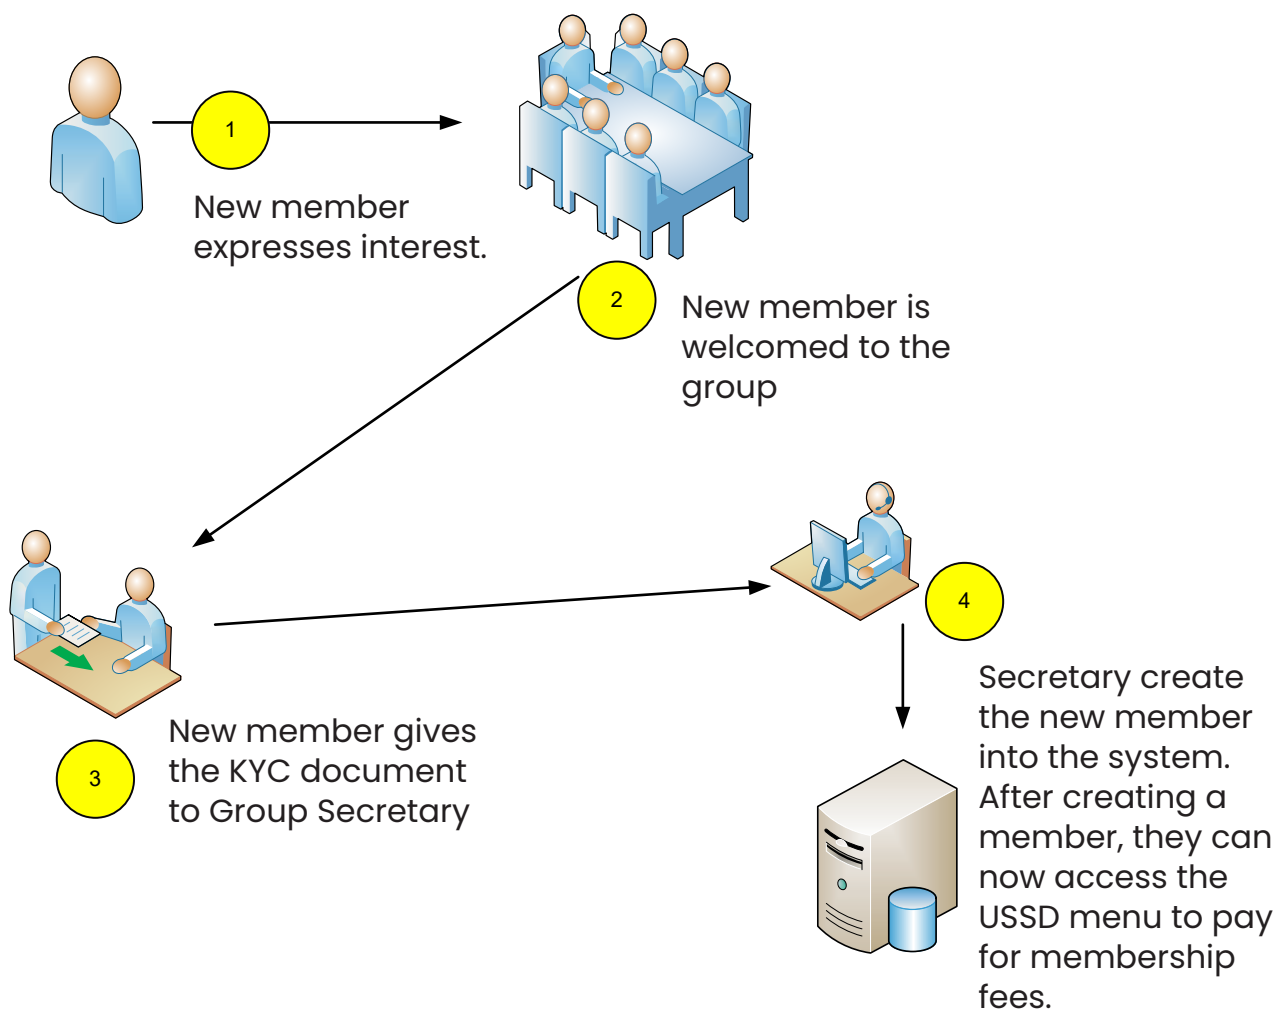 1
New member
expresses interest.
2
New member is
welcomed to the
group
3
New member gives
the KYC document
to Group Secretary
4
Secretary create
the new member
into the system.
After creating a
member, they can
now access the
USSD menu to pay
for membership
fees.